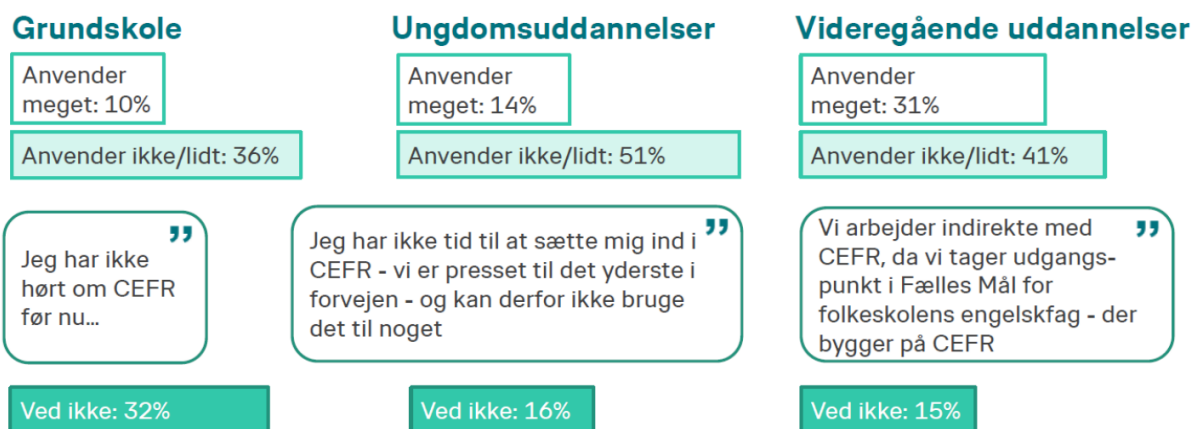 Grundskole
Anvender
meget: 10%
Anvender ikke/lidt: 36%
”
Jeg har ikke
hørt om CEFR
før nu...
Ved ikke: 32%
Ungdomsuddannelser
Anvender
meget: 14%
Anvender ikke/lidt: 51%
”
Jeg har ikke tid til at sætte mig ind i
CEFR - vi er presset til det yderste i
forvejen - og kan derfor ikke bruge
det til noget
Ved ikke: 16%
Videregående uddannelser
Anvender
meget: 31%
Anvender ikke/lidt: 41%
”
Vi arbejder indirekte med
CEFR, da vi tager udgangs-
punkt i Fælles Mål for
folkeskolens engelskfag - der
bygger på CEFR
Ved ikke: 15%